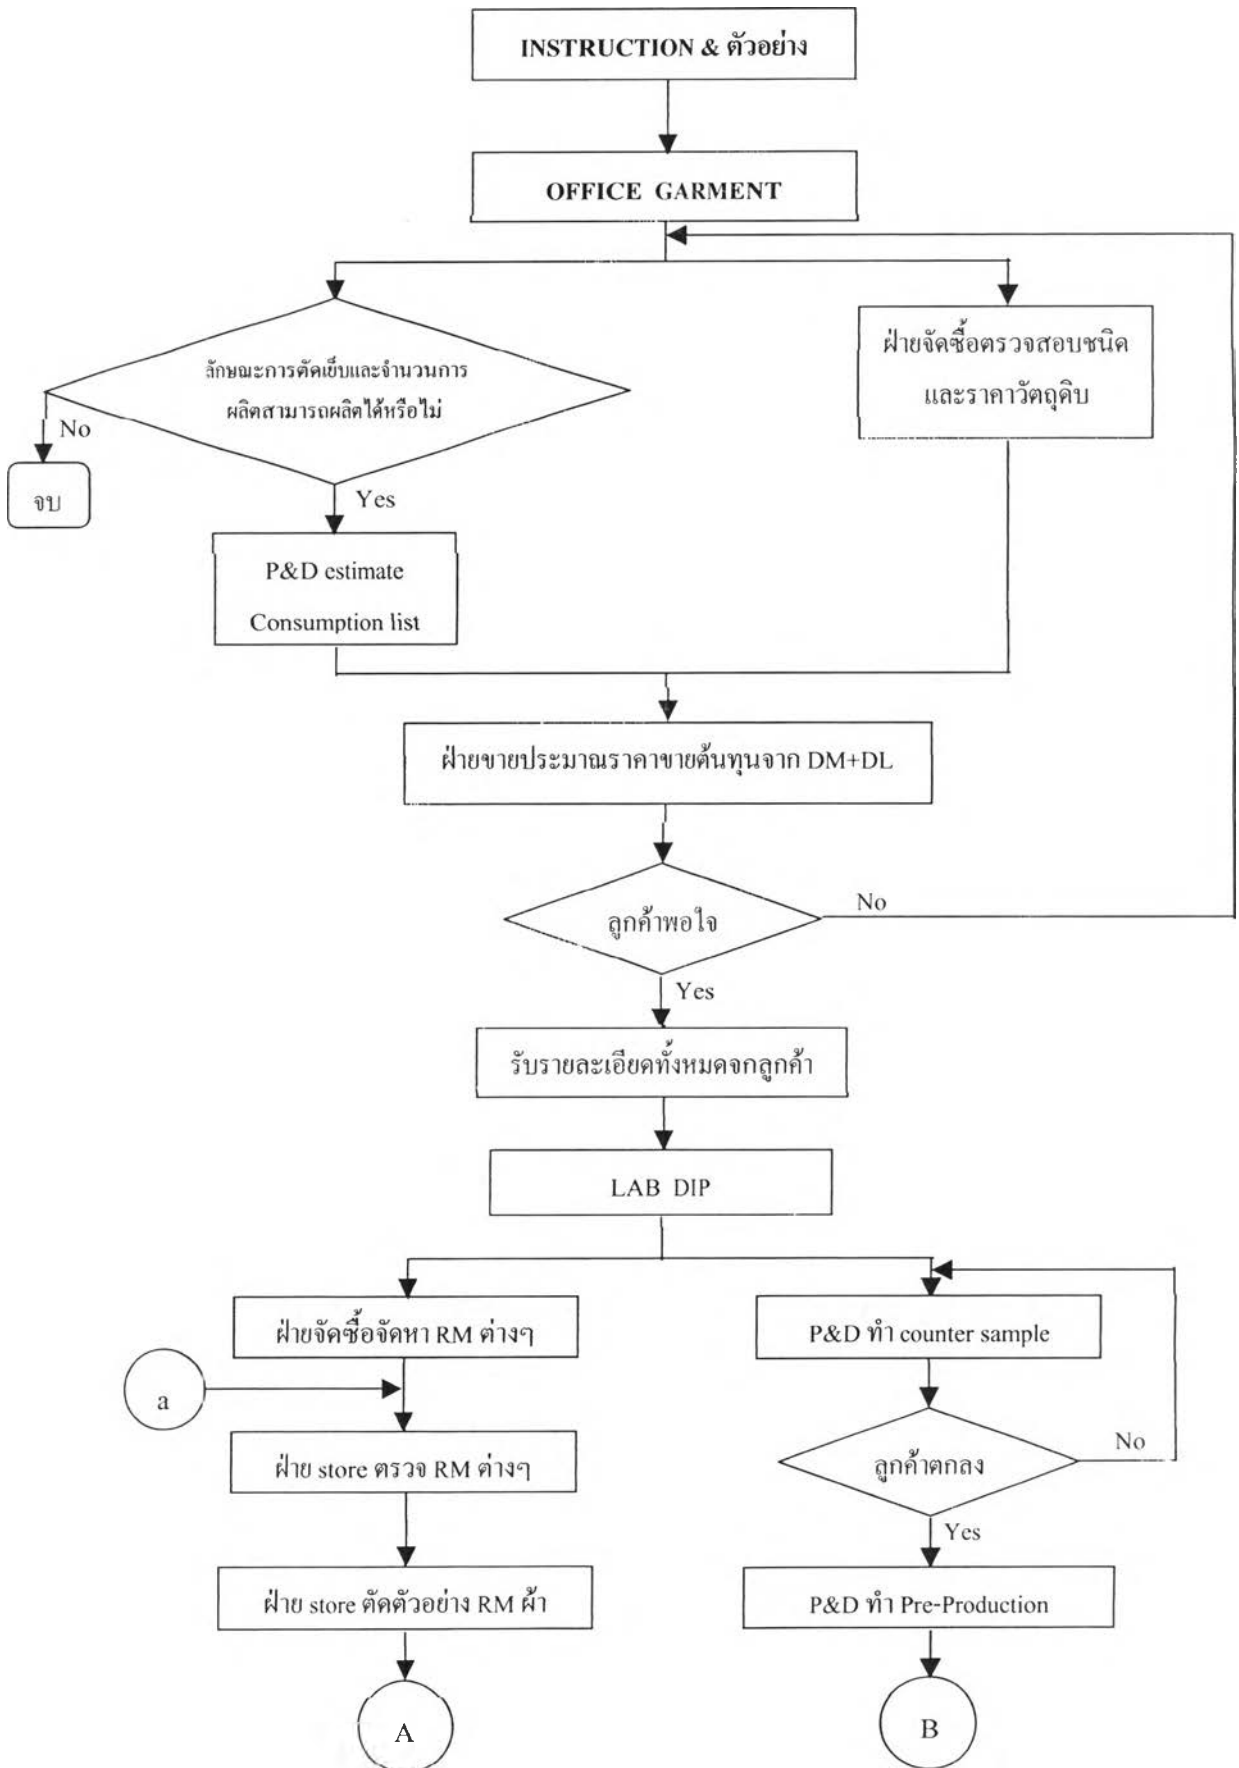 INSTRUCTION & ตัวอย่าง
OFFICE GARMENT
ลักษณะการตัดเย็บและจำนวนการ
ผลิตสามารถผลิตได้หรือไม่
ฝ่ายจัดซื้อตรวจสอบชนิด
และราคาวัตถุดิบ
No
จบ
Yes
P&D estimate
Consumption list
ฝ่ายขายประมาณราคาขายต้นทุนจาก DM+DL
ลูกค้าพอใจ
No
Yes
รับรายละเอียดทั้งหมดจกลูกค้า
LAB DIP
ฝ่ายจัดซื้อจัดหา RM ต่างๆ
P&D ทำ counter sample
a
ฝ่าย store ตรวจ RM ต่างๆ
ลูกค้าตกลง
No
Yes
ฝ่าย store ตัดตัวอย่าง RM ผ้า
P&D ทำ Pre-Production
A
B